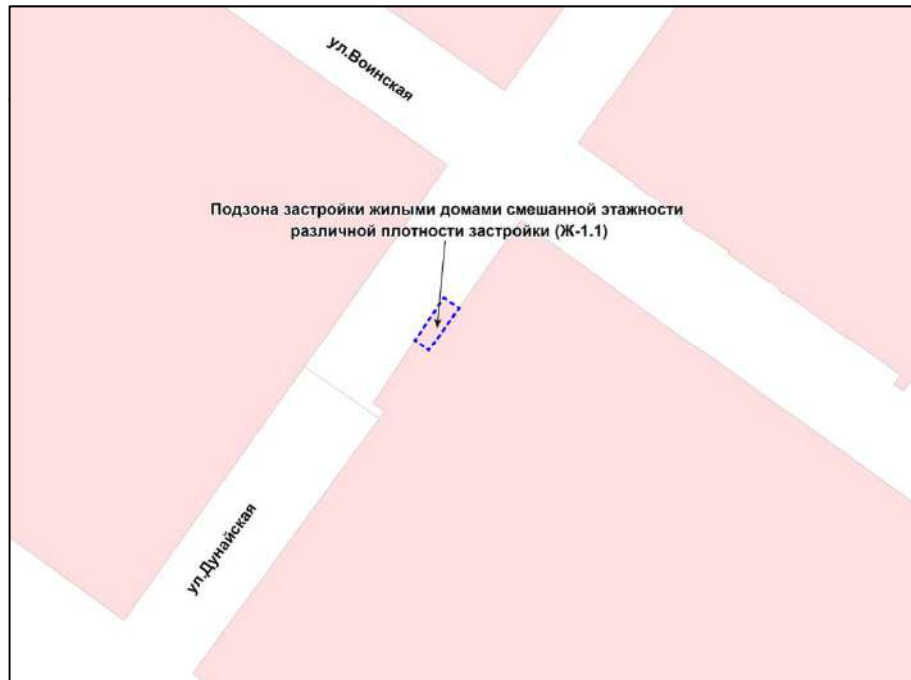 ул.Воинская
Подзона застройки жилыми домами смешанной этажности
различной плотности застройки (Ж-1.1)
ул.Дунайская